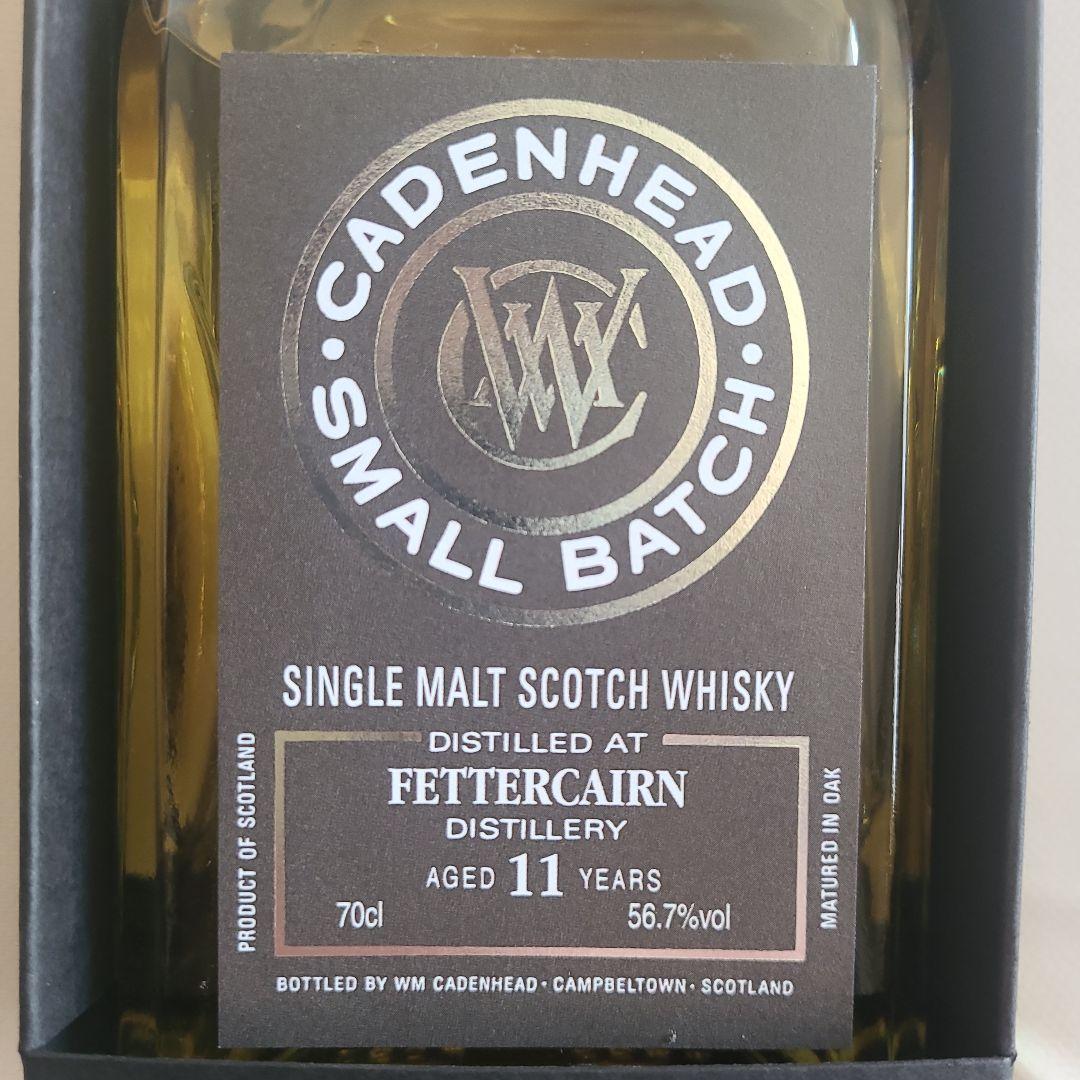 CADENHEAD
SMALL BATCH
WC
SINGLE MALT SCOTCH WHISKY
DISTILLED AT
FETTERCAIRN
DISTILLERY
AGED 11 YEARS
70cl 56.7%vol
PRODUCT OF SCOTLAND
MATURED IN OAK
BOTTLED BY WM CADENHEAD · CAMPBELTOWN · SCOTLAND